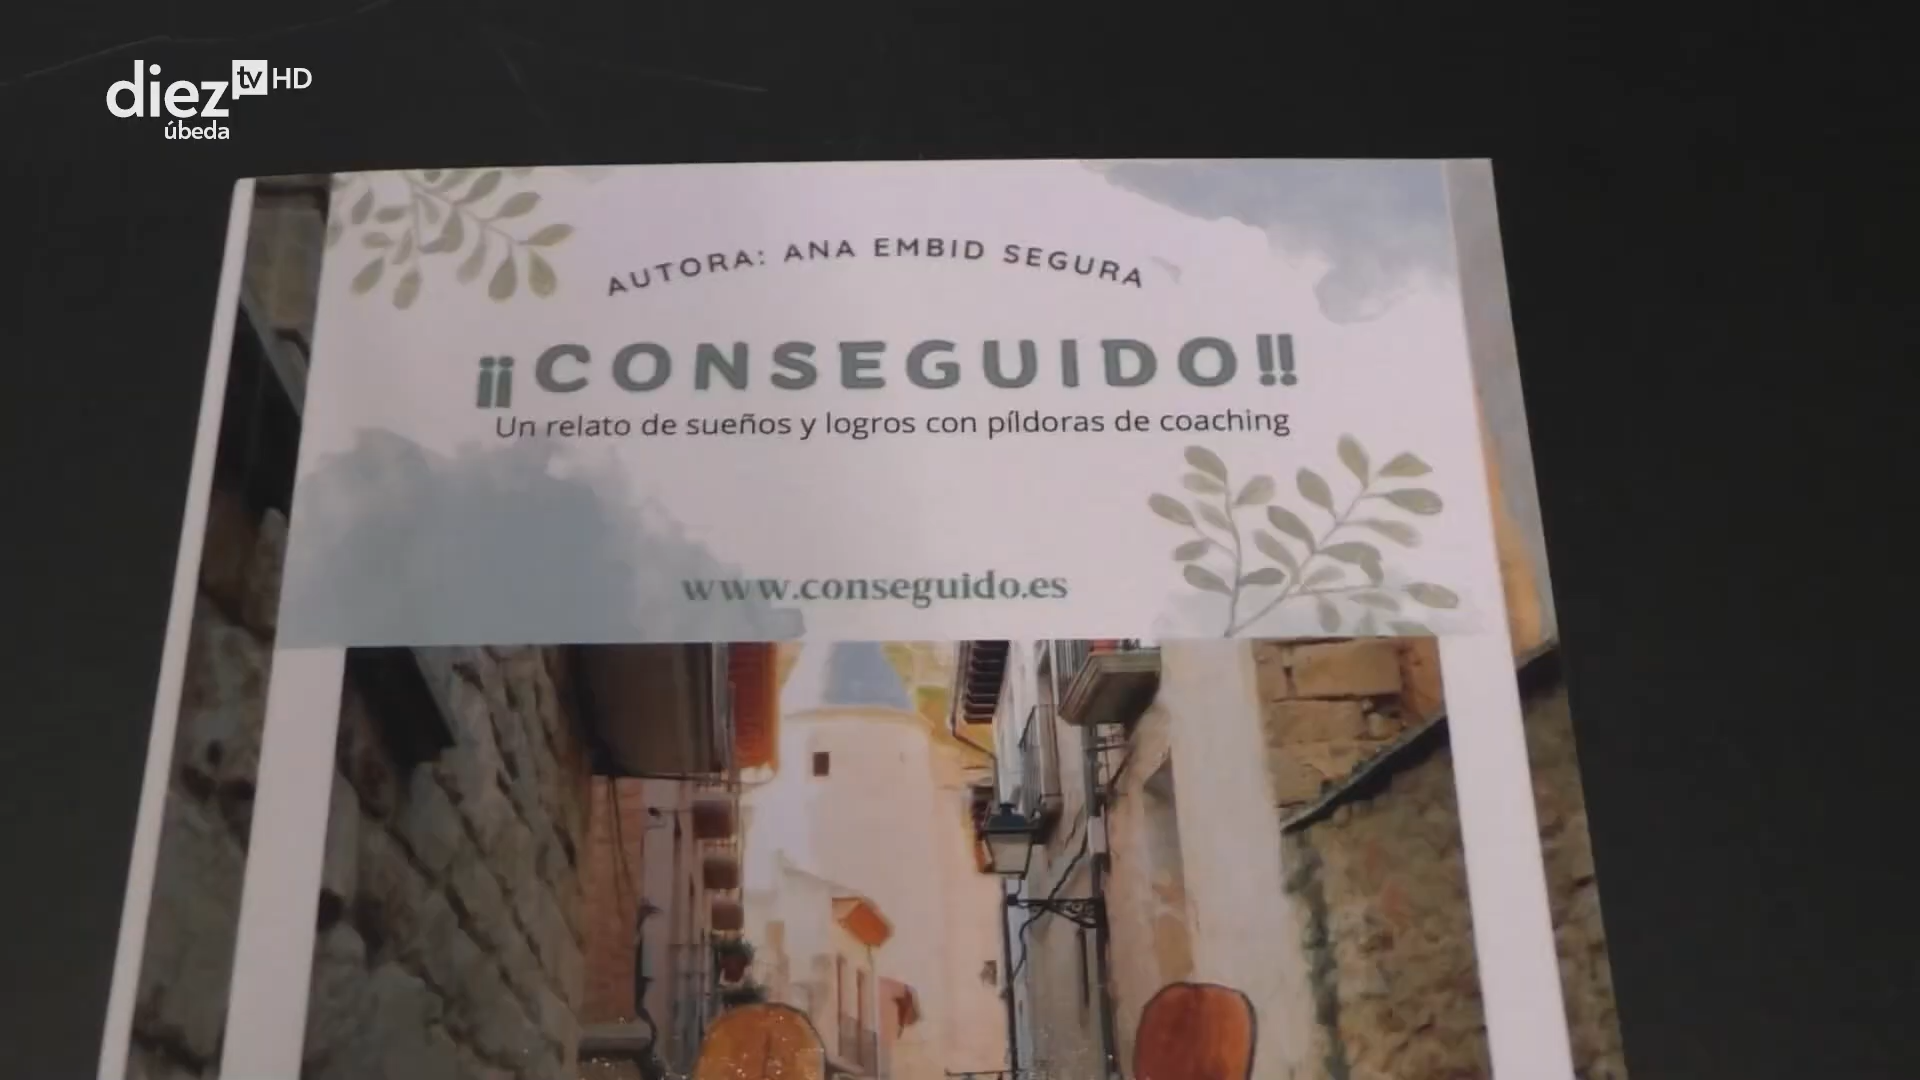 diez tv HD
úbeda
AUTORA: ANA EMBID SEGURA
¡¡CONSEGUIDO!!
Un relato de sueños y logros con píldoras de coaching
www.conseguido.es